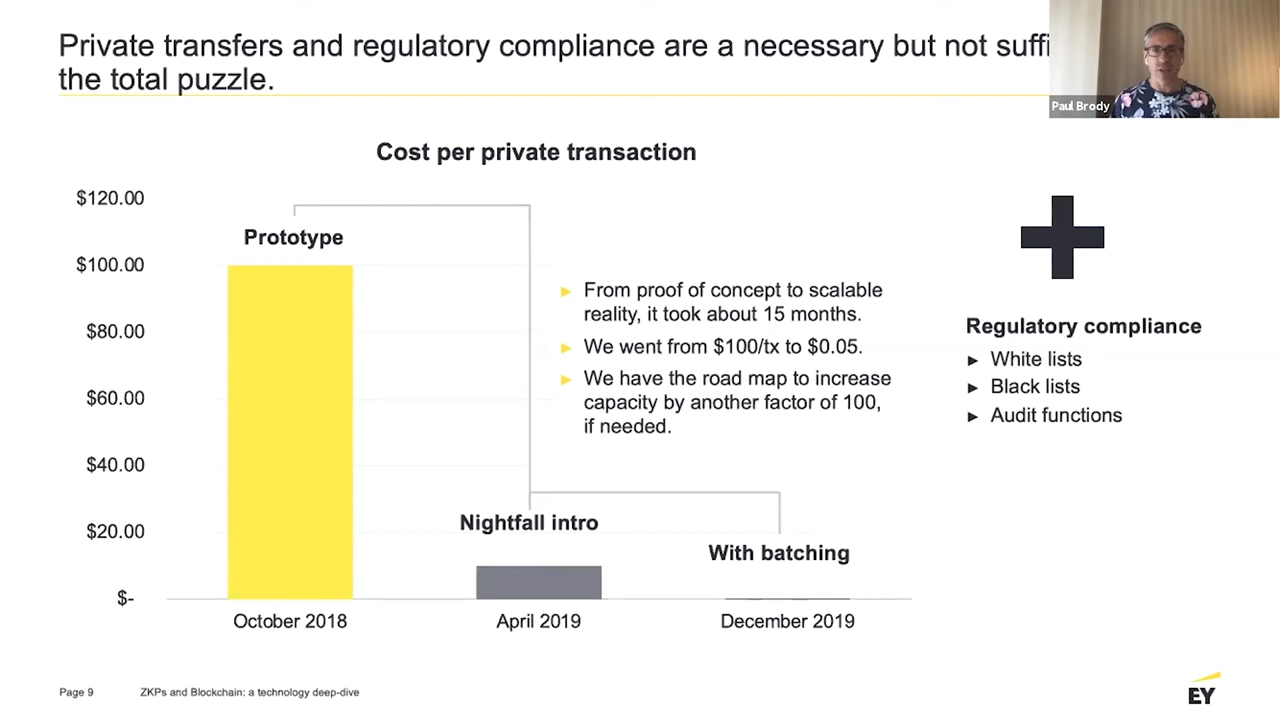 Private transfers and regulatory compliance are a necessary but not
the total puzzle.
Paul Brody
Cost per private transaction
$120.00
$100.00
$80.00
$60.00
$40.00
$20.00
$-
Prototype
Nightfall intro
With batching
October 2018
April 2019
December 2019
► From proof of concept to scalable
reality, it took about 15 months.
► We went from $100/tx to $0.05.
► We have the road map to increase
capacity by another factor of 100,
if needed.
Regulatory compliance
► White lists
► Black lists
► Audit functions
Page 9
ZKPs and Blockchain: a technology deep-dive
EY